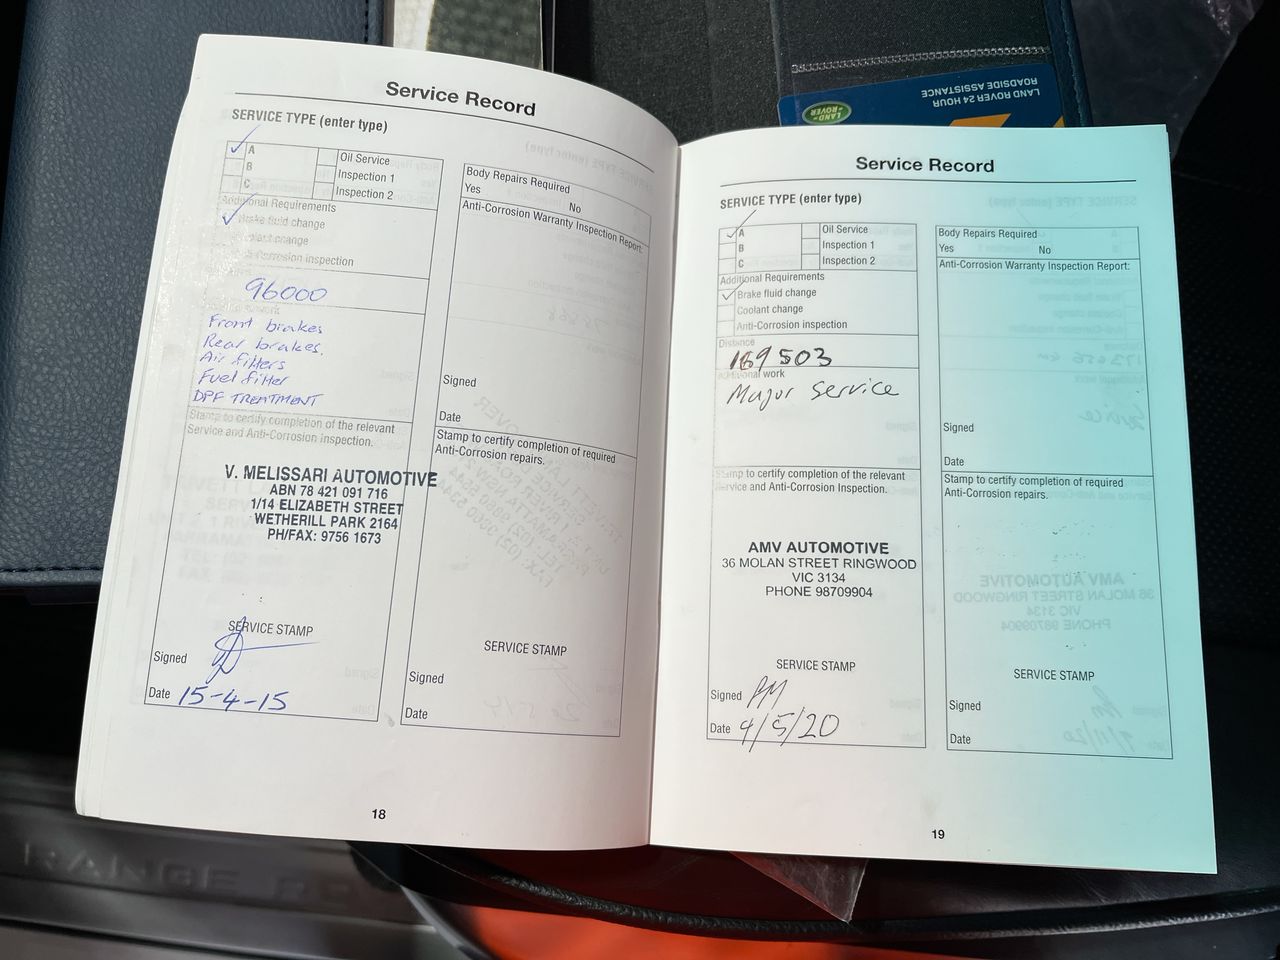 LAND ROVER 24 HOUR
ROADSIDE ASSISTANCE
LAND-
ROVER
Service Record
SERVICE TYPE (enter type)
A
Oil Service
B
Inspection 1
C
Inspection 2
Additional Requirements
Brake fluid change
Coolant change
Corrosion inspection
96000
Front brakes
Rear brakes,
Air filters
Fuel filter
DPF TREATMENT
Stamp to certify completion of the relevant
Service and Anti-Corrosion Inspection.
V. MELISSARI AUTOMOTIVE
ABN 78 421 091 716
1/14 ELIZABETH STREET
WETHERILL PARK 2164
PH/FAX: 9756 1673
SERVICE STAMP
Signed
Date 15-4-15
Body Repairs Required
Yes No
Anti-Corrosion Warranty Inspection Report:
Signed
Date
Stamp to certify completion of required
Anti-Corrosion repairs.
SERVICE STAMP
Signed
Date
18
Service Record
SERVICE TYPE (enter type)
A
Oil Service
B
Inspection 1
C
Inspection 2
Additional Requirements
Brake fluid change
Coolant change
Anti-Corrosion inspection
Distance
169503
Additional work
Major Service
Stamp to certify completion of the relevant
Service and Anti-Corrosion Inspection.
AMV AUTOMOTIVE
36 MOLAN STREET RINGWOOD
VIC 3134
PHONE 98709904
SERVICE STAMP
Signed AM
Date 4/5/20
Body Repairs Required
Yes No
Anti-Corrosion Warranty Inspection Report:
Signed
Date
Stamp to certify completion of required
Anti-Corrosion repairs.
SERVICE STAMP
Signed
Date
19
RANGE RO